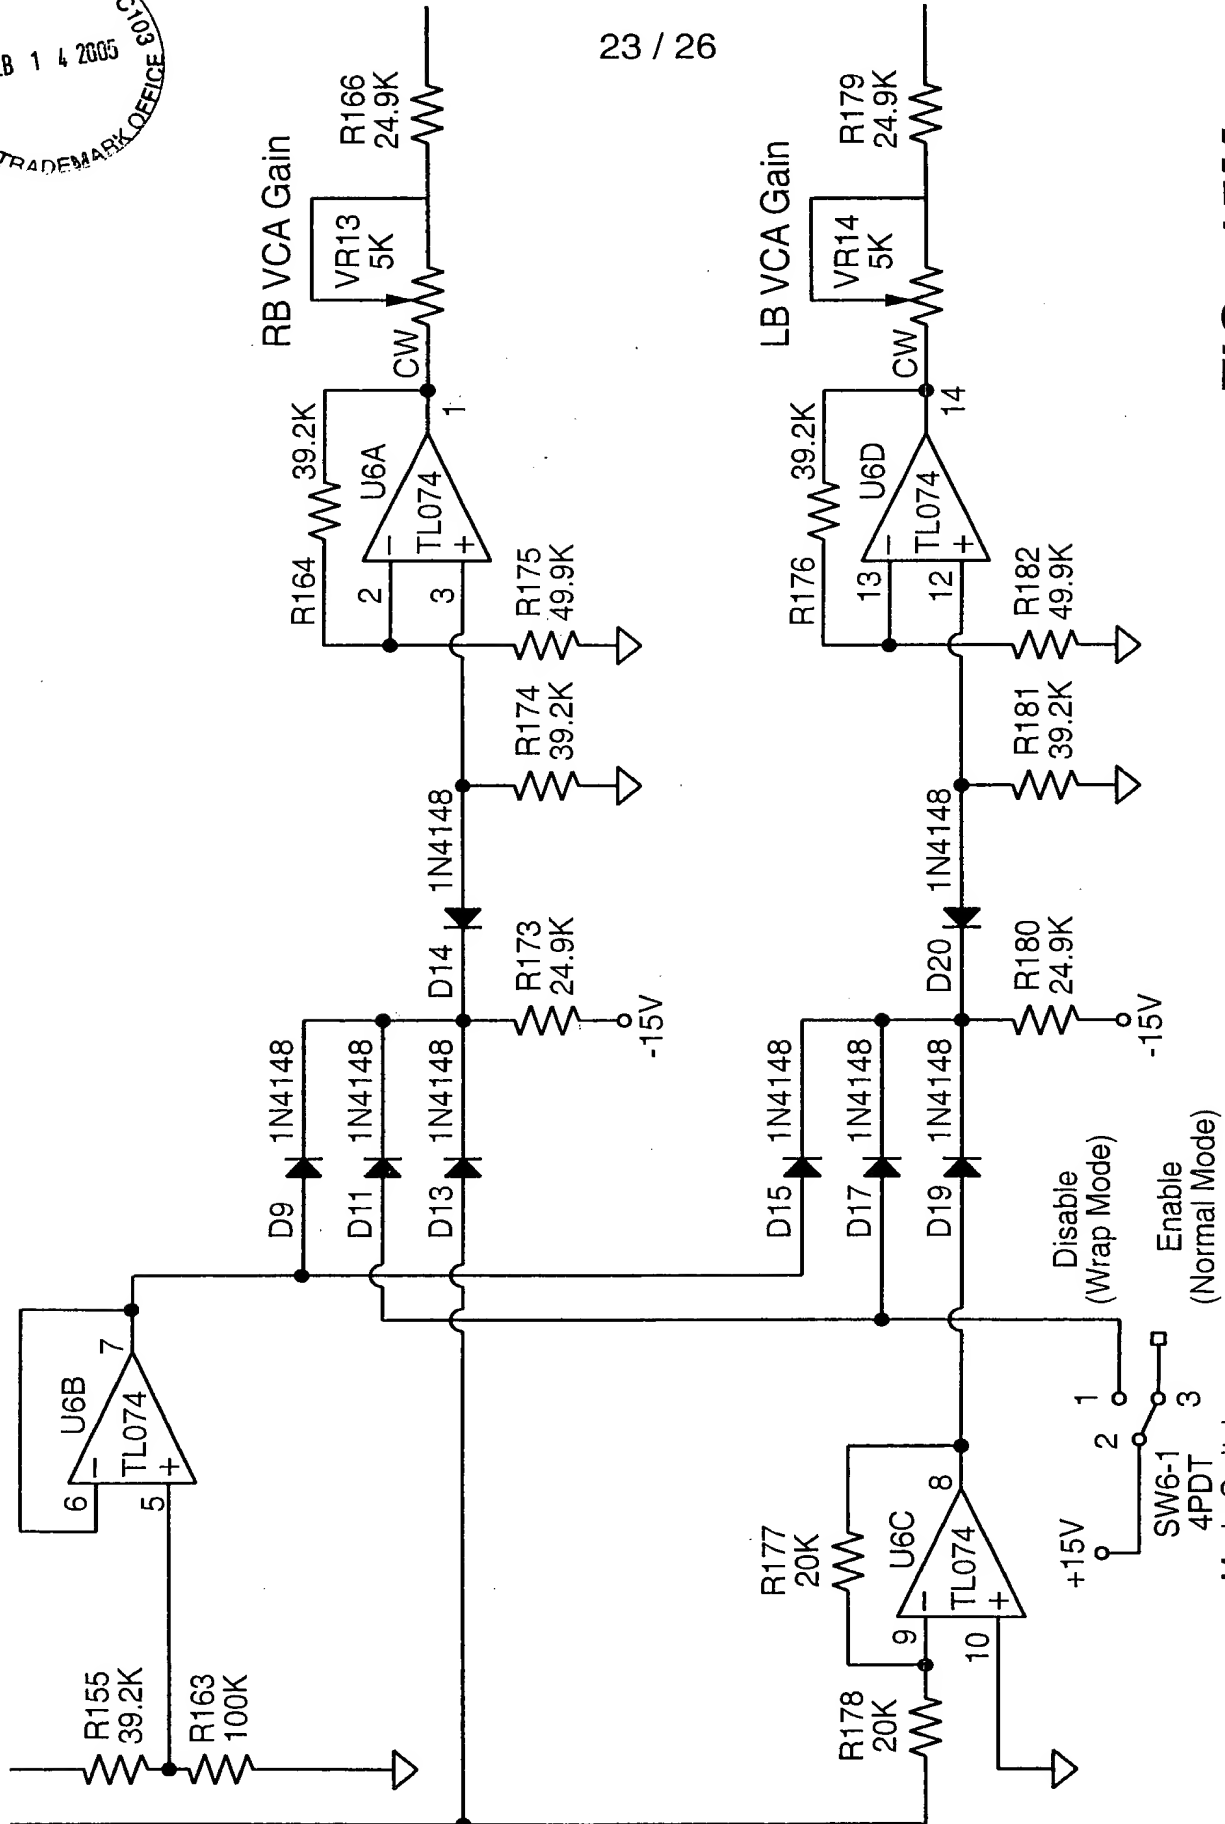 C103
B 1 4 2005
TRADEMARK OFFICE
23 / 26
RB VCA Gain
R166
24.9K
VR13
5K
CW
R164
39.2K
U6A
TL074
−
+
2
3
1
R175
49.9K
R174
39.2K
1N4148
D14
R173
24.9K
-15V
D9
1N4148
D11
1N4148
D13
1N4148
LB VCA Gain
R179
24.9K
VR14
5K
CW
R176
39.2K
U6D
TL074
−
+
13
12
14
R182
49.9K
R181
39.2K
1N4148
D20
R180
24.9K
-15V
D15
1N4148
D17
1N4148
D19
1N4148
U6B
TL074
−
+
6
5
7
R155
39.2K
R163
100K
R177
20K
U6C
TL074
−
+
9
10
8
R178
20K
Disable
(Wrap Mode)
Enable
(Normal Mode)
+15V
1
2
3
SW6-1
4PDT